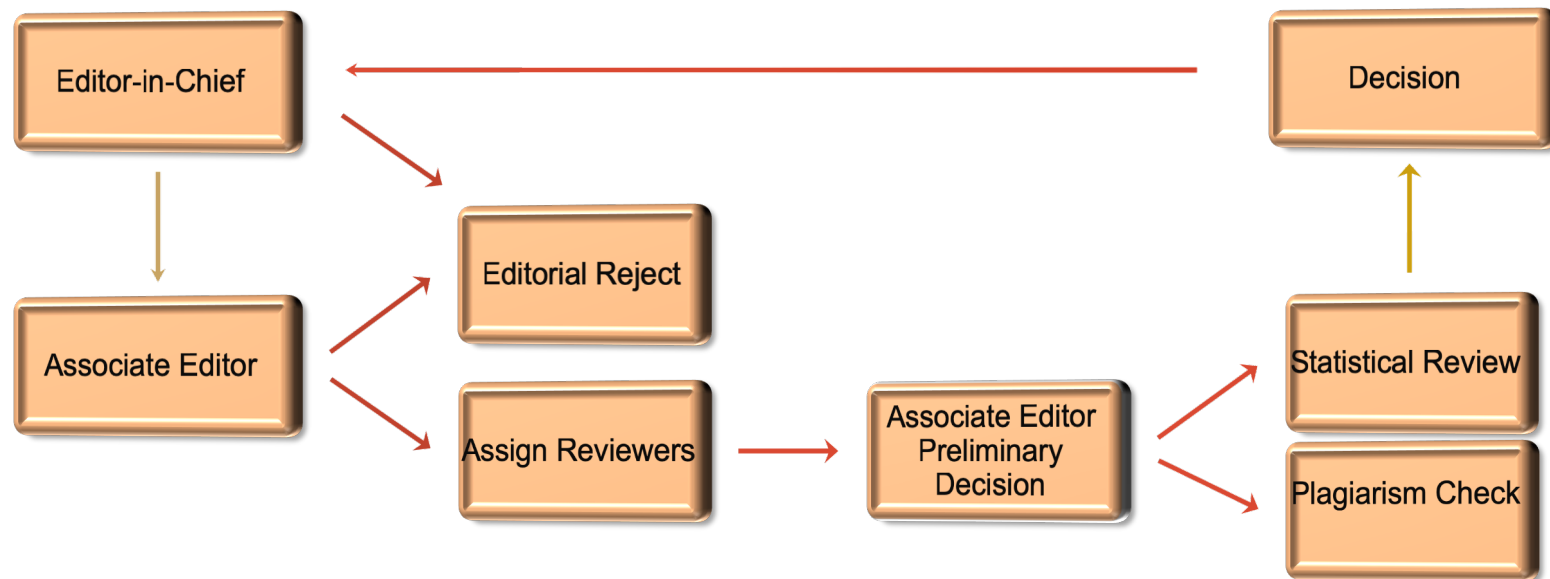 Editor-in-Chief
Decision
Editorial Reject
Associate Editor
Statistical Review
Assign Reviewers
Associate Editor
Preliminary
Decision
Plagiarism Check